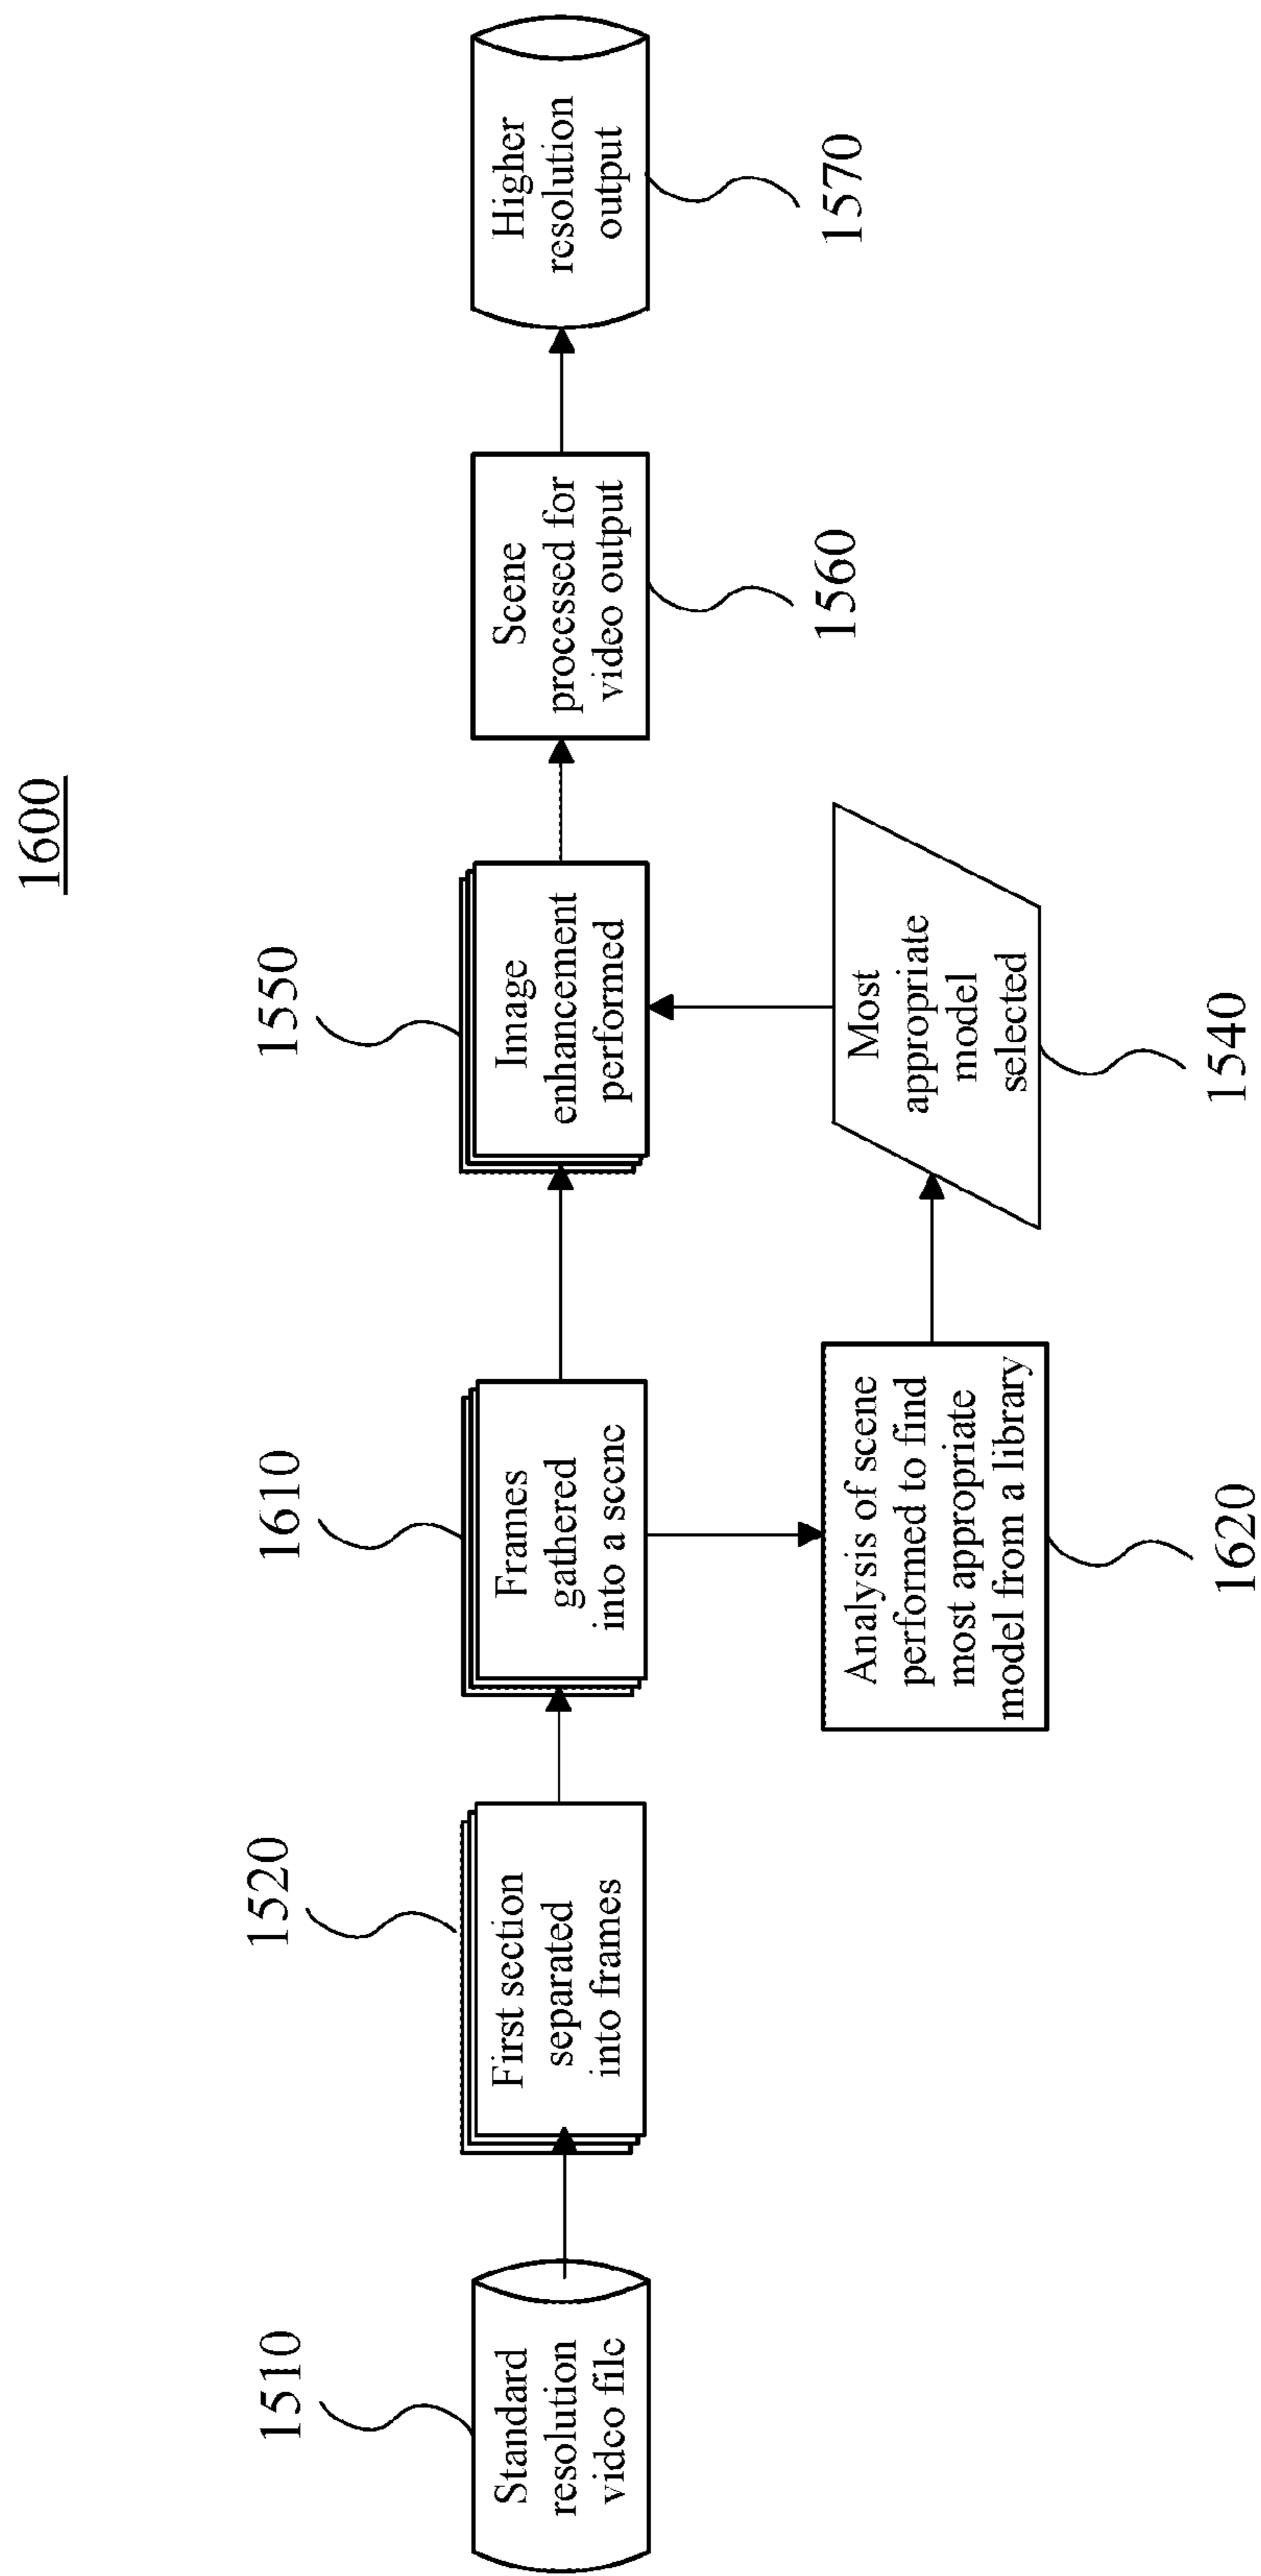 1600
1510
Standard
resolution
video file
1520
First section
separated
into frames
1610
Frames
gathered
into a scene
1620
Analysis of scene
performed to find
most appropriate
model from a library
1540
Most
appropriate
model
selected
1550
Image
enhancement
performed
1560
Scene
processed for
video output
1570
Higher
resolution
output